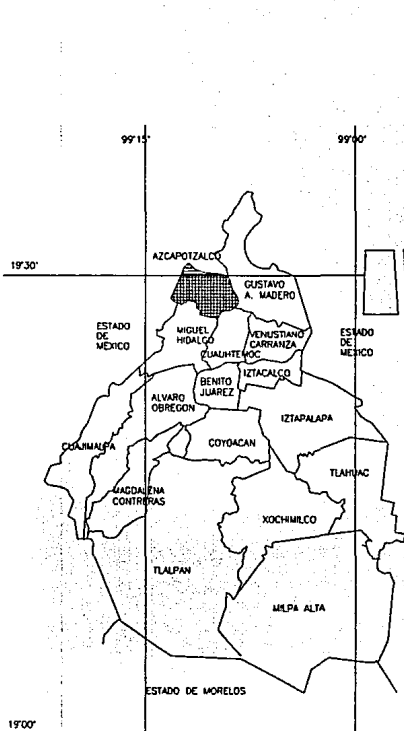 99°15'
99°00'
AZCAPOTZALCO
19°30'
GUSTAVO
A. MADERO
ESTADO
DE
MEXICO
MIGUEL
HIDALGO
VENUSTIANO
CARRANZA
ESTADO
DE
MEXICO
CUAUHTEMOC
IZTACALCO
BENITO
JUAREZ
ALVARO
OBREGON
IZTAPALAPA
COYOACAN
CUAJIMALPA
TLAHUAC
MAGDALENA
CONTRERAS
XOCHIMILCO
TLALPAN
MILPA ALTA
ESTADO DE MORELOS
19°00'